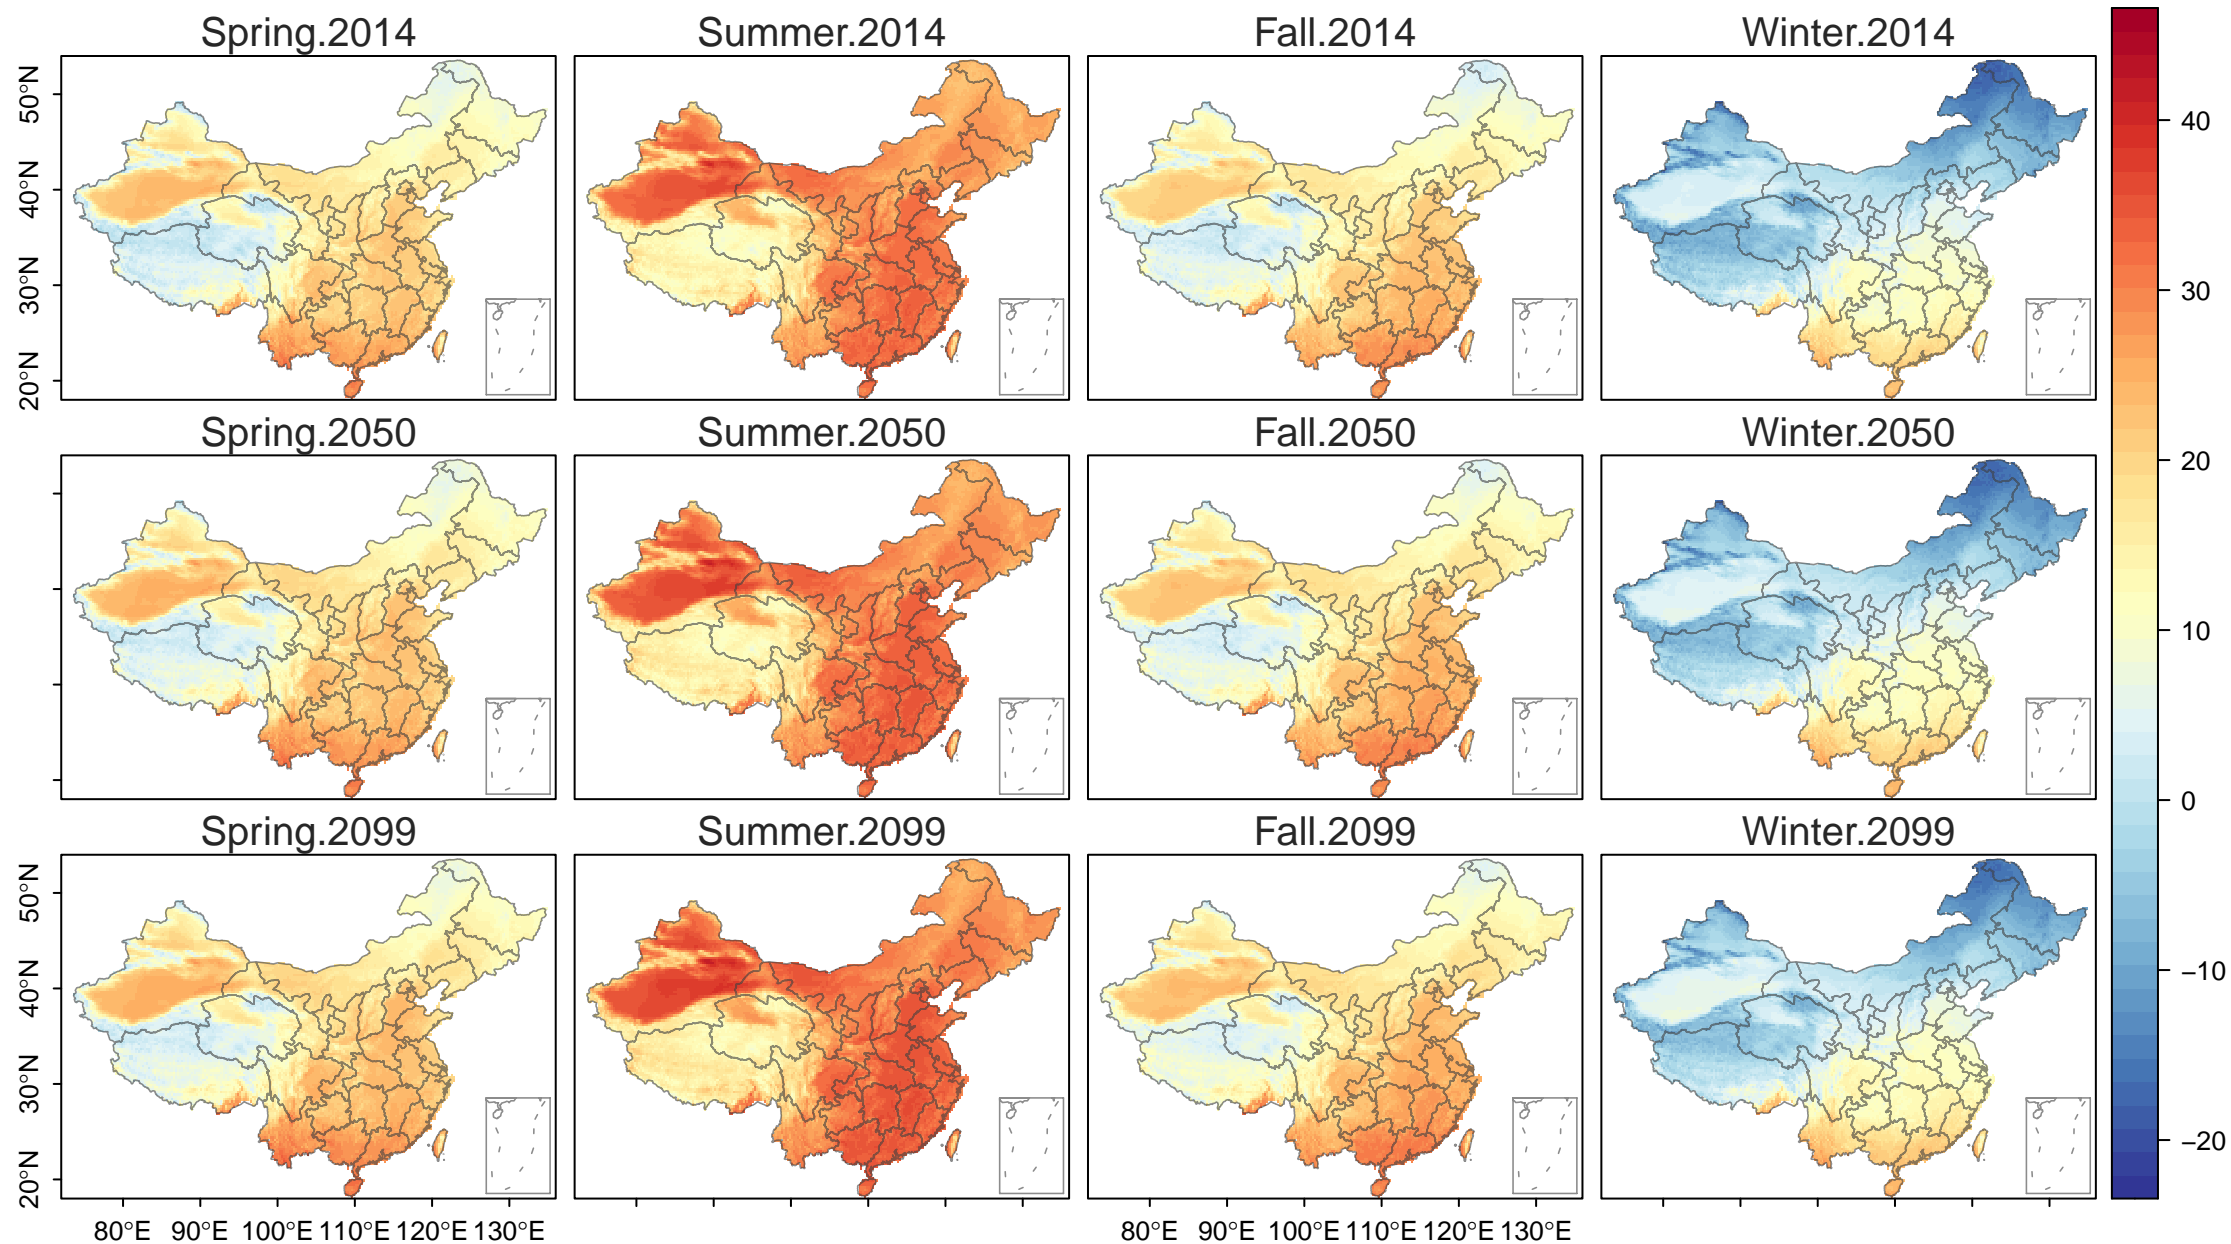 Spring.2014 Summer.2014 Fall.2014 Winter.2014
50°N
40°N
30°N
20°N
Spring.2050 Summer.2050 Fall.2050 Winter.2050
Spring.2099 Summer.2099 Fall.2099 Winter.2099
50°N
40°N
30°N
20°N
80°E 90°E 100°E 110°E 120°E 130°E
80°E 90°E 100°E 110°E 120°E 130°E
40
30
20
10
0
−10
−20